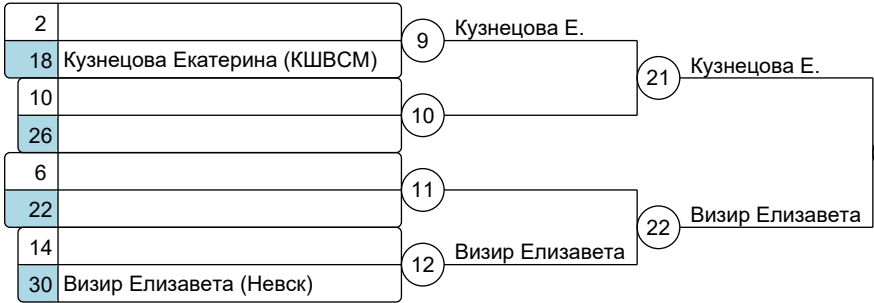 2
9
Кузнецова Е.
18 Кузнецова Екатерина (КШВСМ)
21
Кузнецова Е.
10
10
26
6
11
22
22
Визир Елизавета
14
12
Визир Елизавета
30 Визир Елизавета (Невск)